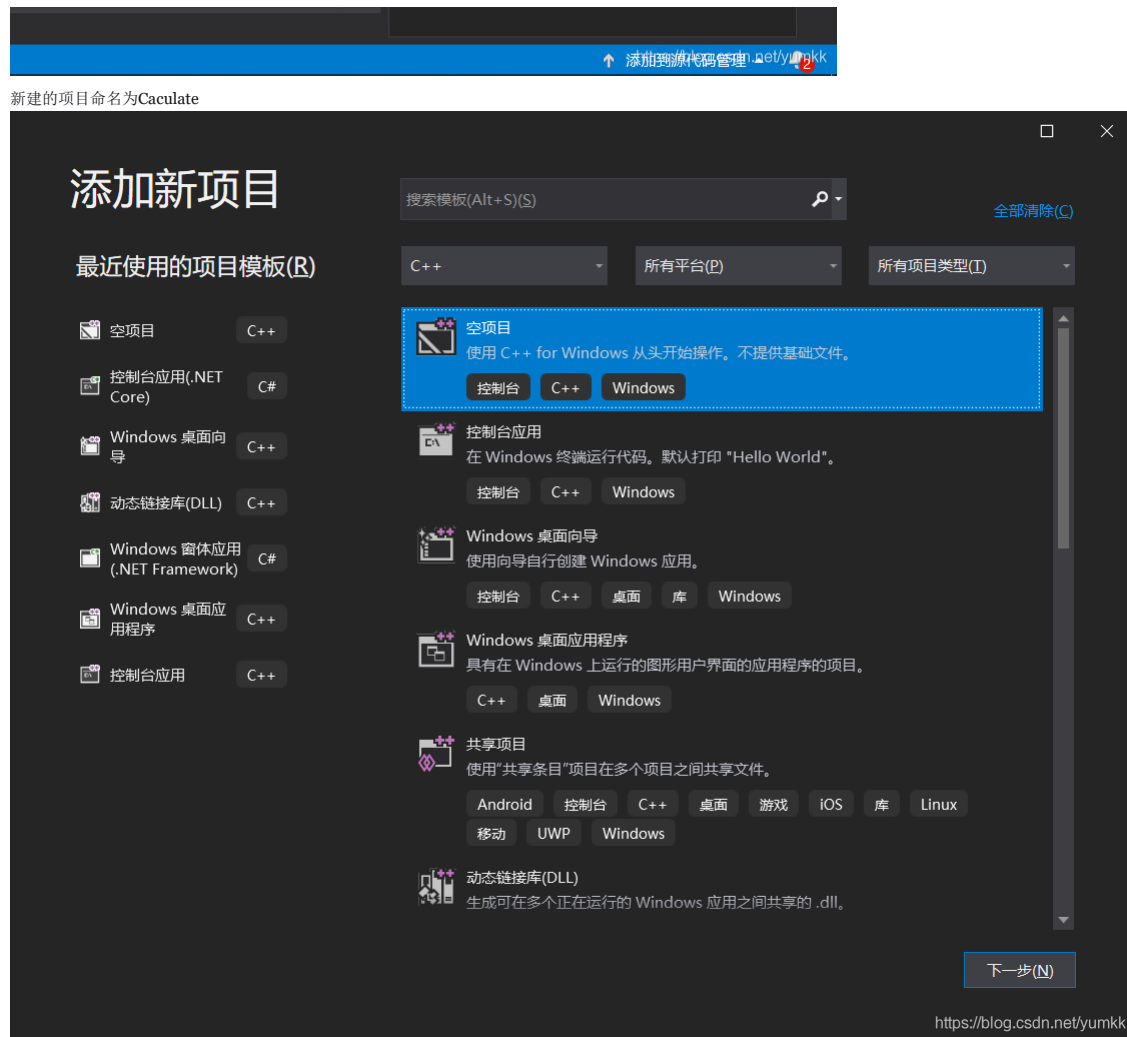 添加到源代码管理
2
新建的项目命名为Caculate
添加新项目
搜索模板(Alt+S)(S)
全部清除(C)
最近使用的项目模板(R)
C++
所有平台(P)
所有项目类型(T)
空项目 C++
控制台应用(.NET Core) C#
Windows 桌面向导 C++
动态链接库(DLL) C++
Windows 窗体应用(.NET Framework) C#
Windows 桌面应用程序 C++
控制台应用 C++
空项目
使用 C++ for Windows 从头开始操作。不提供基础文件。
控制台 C++ Windows
控制台应用
在 Windows 终端运行代码。默认打印 "Hello World"。
控制台 C++ Windows
Windows 桌面向导
使用向导自行创建 Windows 应用。
控制台 C++ 桌面 库 Windows
Windows 桌面应用程序
具有在 Windows 上运行的图形用户界面的应用程序的项目。
C++ 桌面 Windows
共享项目
使用"共享条目"项目在多个项目之间共享文件。
Android 控制台 C++ 桌面 游戏 iOS 库 Linux
移动 UWP Windows
动态链接库(DLL)
生成可在多个正在运行的 Windows 应用之间共享的 .dll。
下一步(N)
https://blog.csdn.net/yumkk